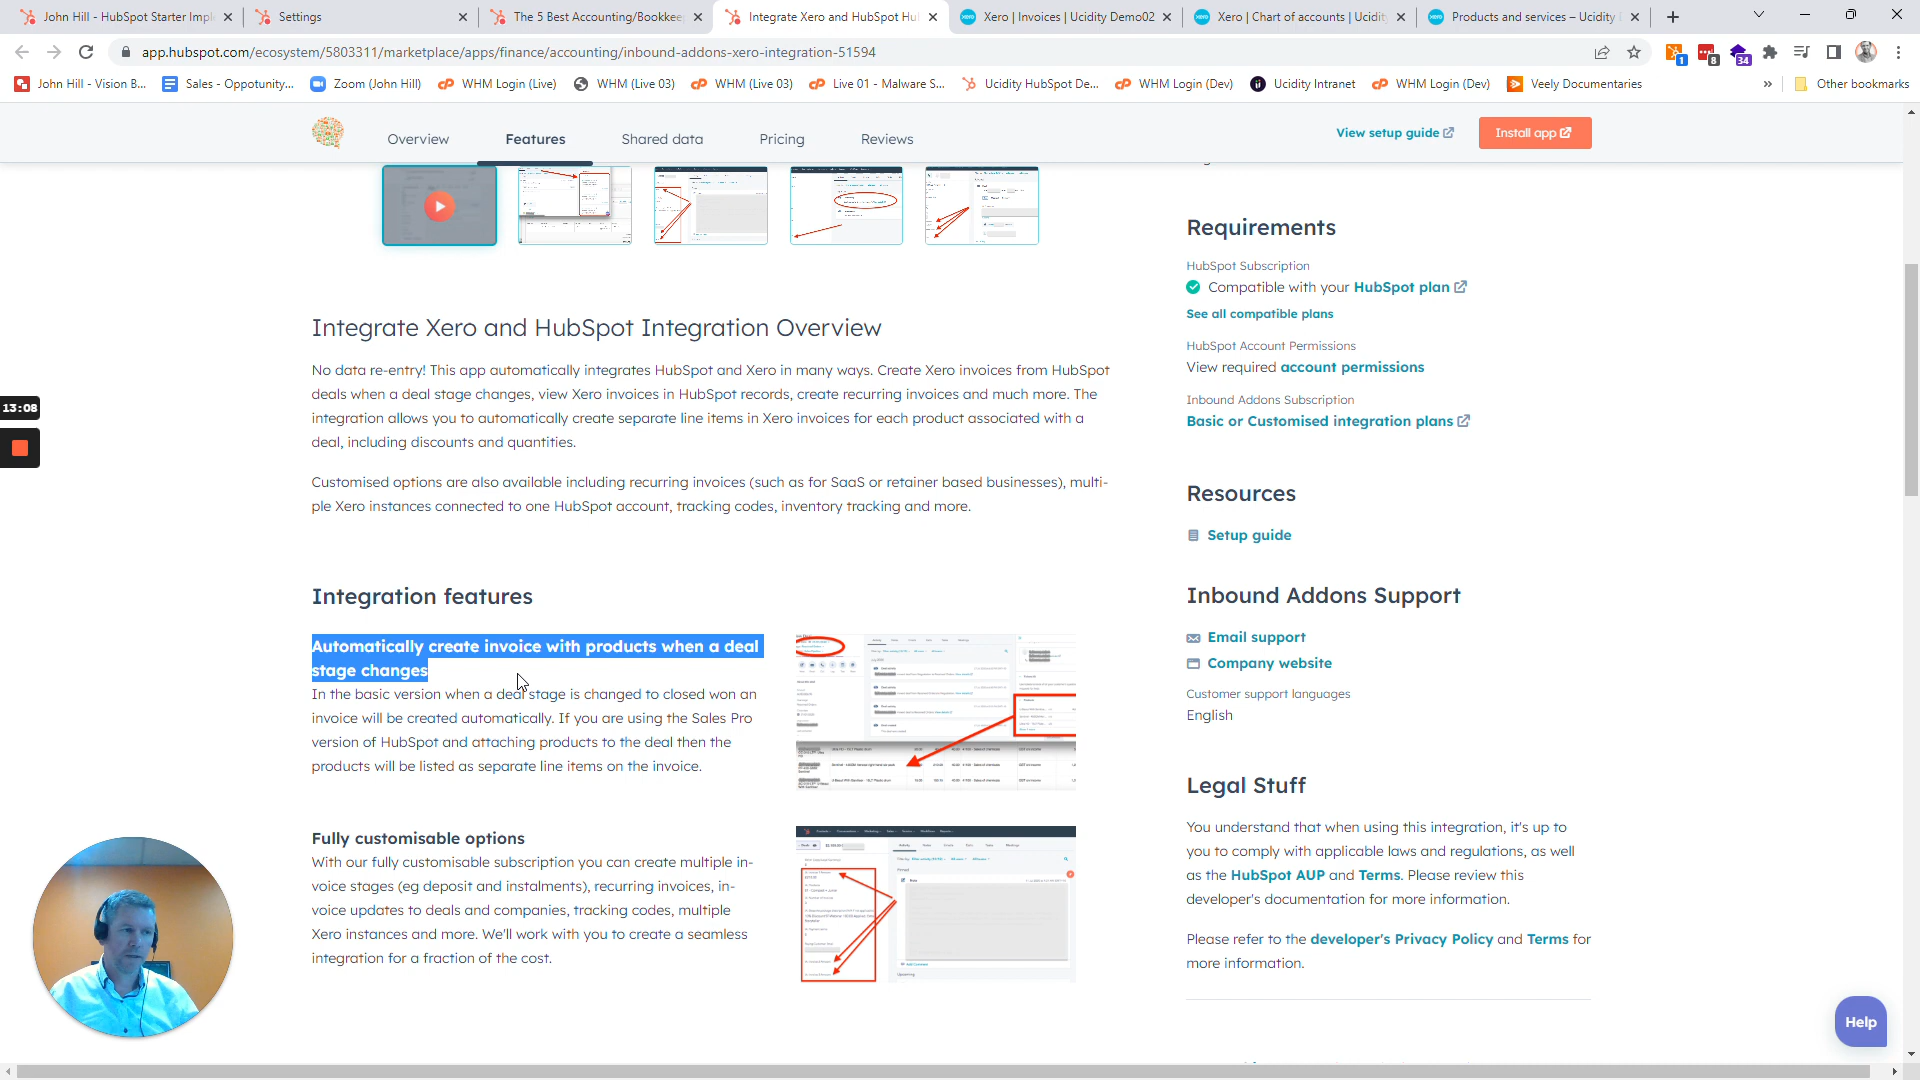 John Hill - HubSpot Starter Impl
Settings
The 5 Best Accounting/Bookkee
Integrate Xero and HubSpot Hu
Xero | Invoices | Ucidity Demo02
Xero | Chart of accounts | Ucidit
Products and services – Ucidity
app.hubspot.com/ecosystem/5803311/marketplace/apps/finance/accounting/inbound-addons-xero-integration-51594
1
8
34
John Hill - Vision B...
Sales - Oppotunity...
Zoom (John Hill)
WHM Login (Live)
WHM (Live 03)
WHM (Live 03)
Live 01 - Malware S...
Ucidity HubSpot De...
WHM Login (Dev)
Ucidity Intranet
WHM Login (Dev)
Veely Documentaries
»
Other bookmarks
Overview
Features
Shared data
Pricing
Reviews
View setup guide
Install app
13:08
Integrate Xero and HubSpot Integration Overview
No data re-entry! This app automatically integrates HubSpot and Xero in many ways. Create Xero invoices from HubSpot
deals when a deal stage changes, view Xero invoices in HubSpot records, create recurring invoices and much more. The
integration allows you to automatically create separate line items in Xero invoices for each product associated with a
deal, including discounts and quantities.
Customised options are also available including recurring invoices (such as for SaaS or retainer based businesses), multi-
ple Xero instances connected to one HubSpot account, tracking codes, inventory tracking and more.
Integration features
Automatically create invoice with products when a deal
stage changes
In the basic version when a deal stage is changed to closed won an
invoice will be created automatically. If you are using the Sales Pro
version of HubSpot and attaching products to the deal then the
products will be listed as separate line items on the invoice.
Fully customisable options
With our fully customisable subscription you can create multiple in-
voice stages (eg deposit and instalments), recurring invoices, in-
voice updates to deals and companies, tracking codes, multiple
Xero instances and more. We'll work with you to create a seamless
integration for a fraction of the cost.
Requirements
HubSpot Subscription
Compatible with your HubSpot plan
See all compatible plans
HubSpot Account Permissions
View required account permissions
Inbound Addons Subscription
Basic or Customised integration plans
Resources
Setup guide
Inbound Addons Support
Email support
Company website
Customer support languages
English
Legal Stuff
You understand that when using this integration, it's up to
you to comply with applicable laws and regulations, as well
as the HubSpot AUP and Terms. Please review this
developer's documentation for more information.
Please refer to the developer's Privacy Policy and Terms for
more information.
Help